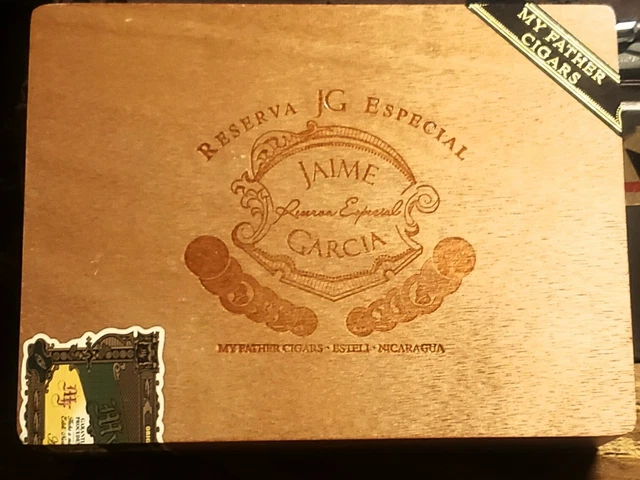 MY FATHER
CIGARS
RESERVA JG ESPECIAL
JAIME
Reserva Especial
GARCIA
MY FATHER CIGARS · ESTELI · NICARAGUA